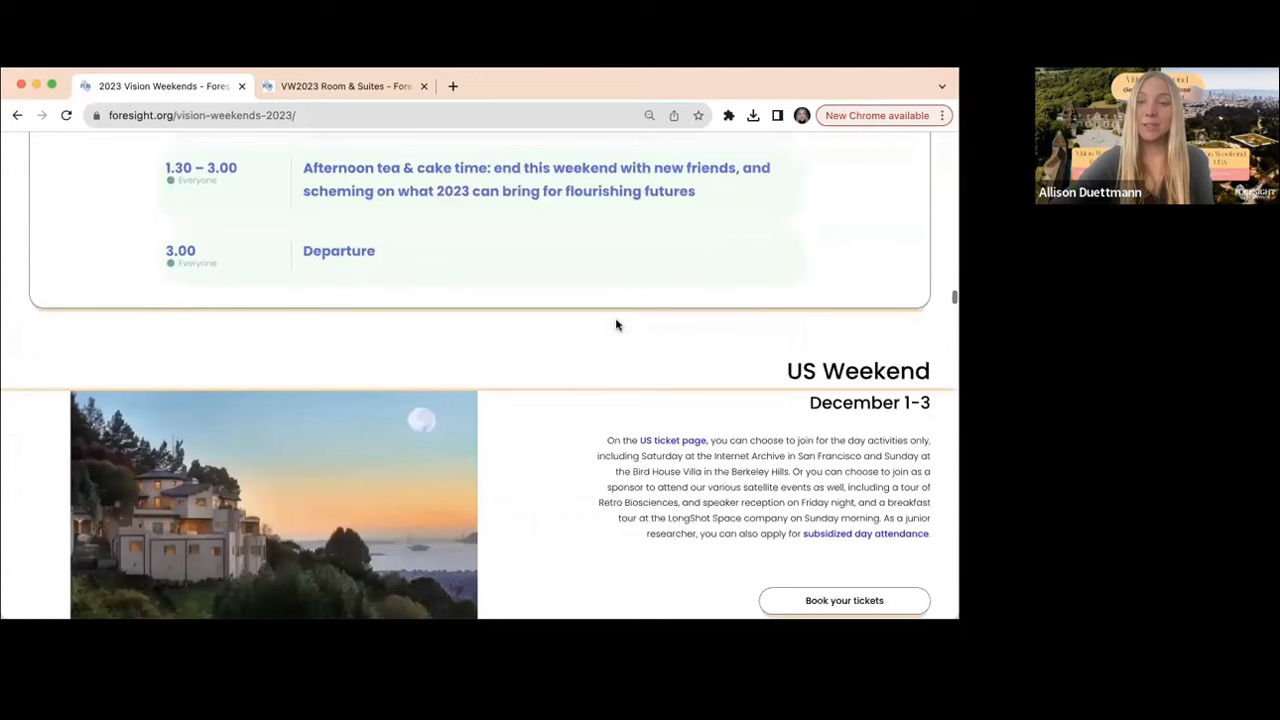 2023 Vision Weekends - Fores
VW2023 Room & Suites - Fore
foresight.org/vision-weekends-2023/
New Chrome available
1.30 – 3.00
Everyone
Afternoon tea & cake time: end this weekend with new friends, and
scheming on what 2023 can bring for flourishing futures
3.00
Everyone
Departure
US Weekend
December 1-3
On the US ticket page, you can choose to join for the day activities only,
including Saturday at the Internet Archive in San Francisco and Sunday at
the Bird House Villa in the Berkeley Hills. Or you can choose to join as a
sponsor to attend our various satellite events as well, including a tour of
Retro Biosciences, and speaker reception on Friday night, and a breakfast
tour at the LongShot Space company on Sunday morning. As a junior
researcher, you can also apply for subsidized day attendance.
Book your tickets
Allison Duettmann
FORESIGHT